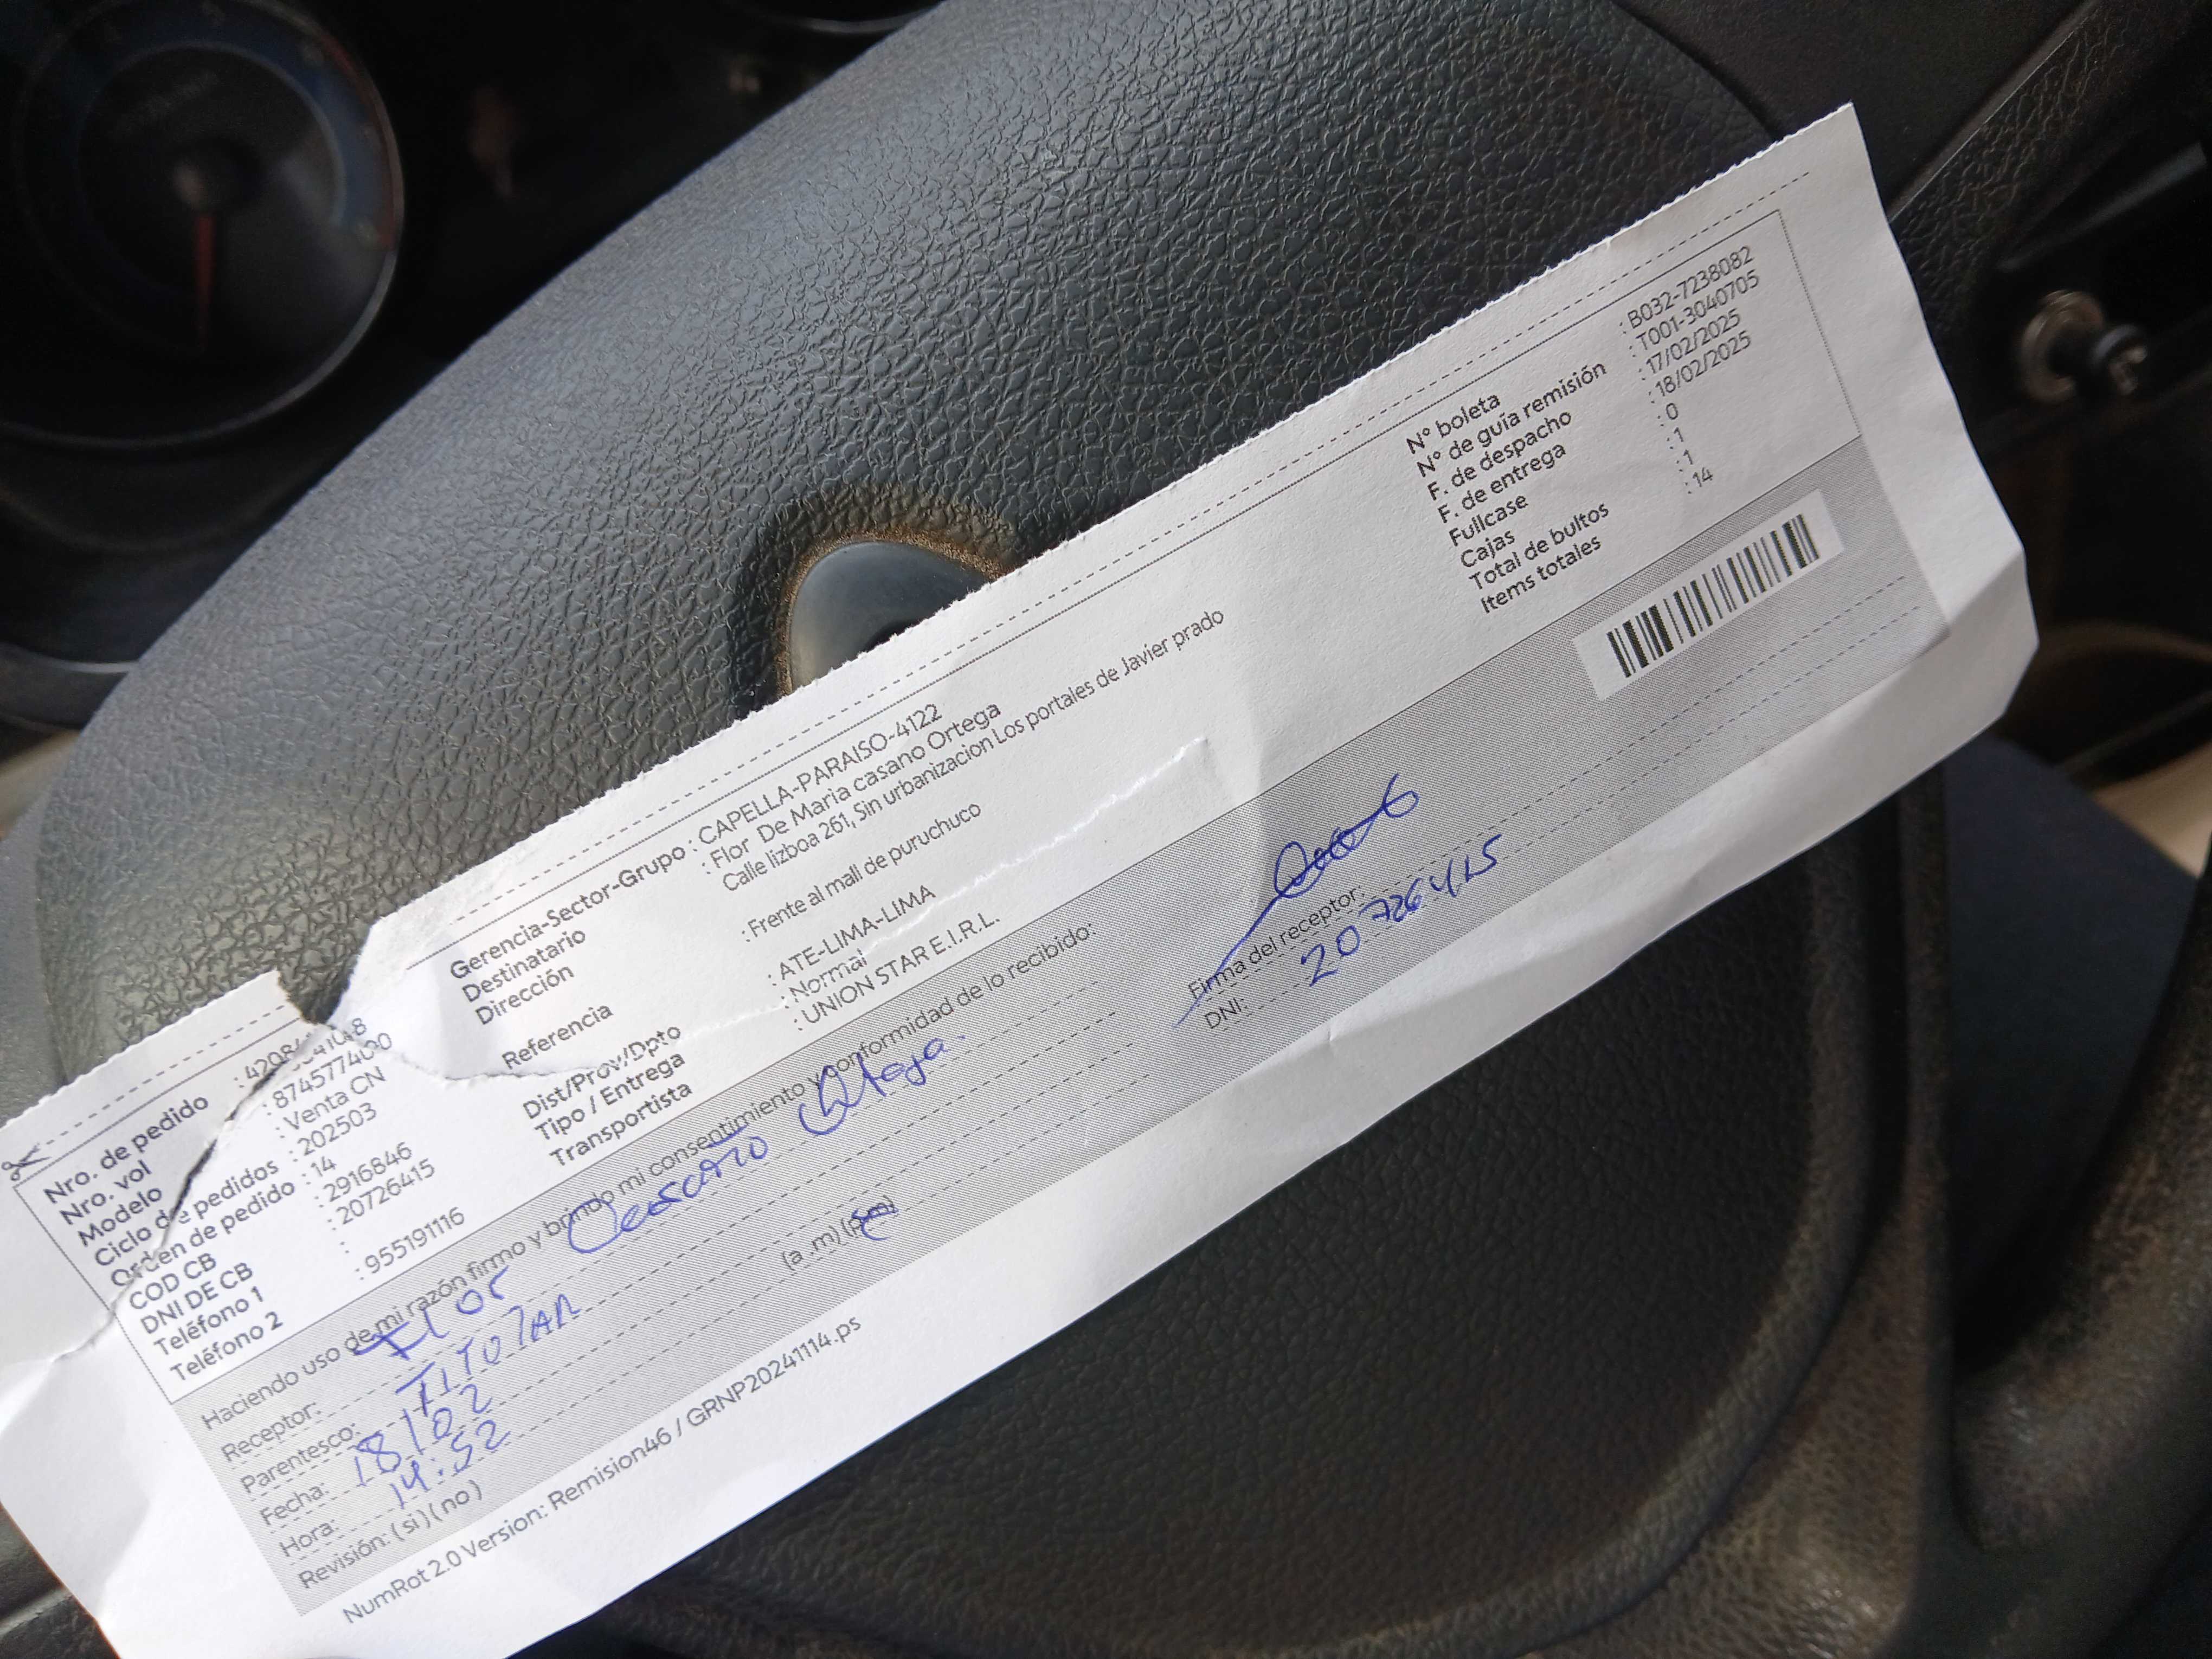 Nro. de pedido
Nro. vol : 8745774000
Modelo : Venta CN
Ciclo de pedidos : 202503
Orden de pedido : 14
COD CB : 2916846
DNI DE CB : 20726415
Teléfono 1 :
Teléfono 2 : 955191116
Gerencia-Sector-Grupo : CAPELLA-PARAISO-4122
Destinatario : Flor De Maria casano Ortega
Dirección Calle lizboa 261, Sin urbanizacion Los portales de Javier prado
Referencia : Frente al mall de puruchuco
Dist/Prov/Dpto : ATE-LIMA-LIMA
Tipo / Entrega : Normal
Transportista : UNION STAR E.I.R.L.
N° boleta : B032-7238082
N° de guía remisión : T001-3040705
F. de despacho : 17/02/2025
F. de entrega : 18/02/2025
Fullcase : 0
Cajas : 1
Total de bultos : 1
Items totales : 14
Haciendo uso de mi razón firmo y brindo mi consentimiento y conformidad de lo recibido:
Receptor: Flor Ortega.
Parentesco: TITULAR
Fecha: 18/02
Hora: 14:52 (a.m) (p.m)
Revisión: (si) (no)
Firma del receptor:
DNI: 20726415
NumRot 2.0 Version: Remision46 / GRNP20241114.ps